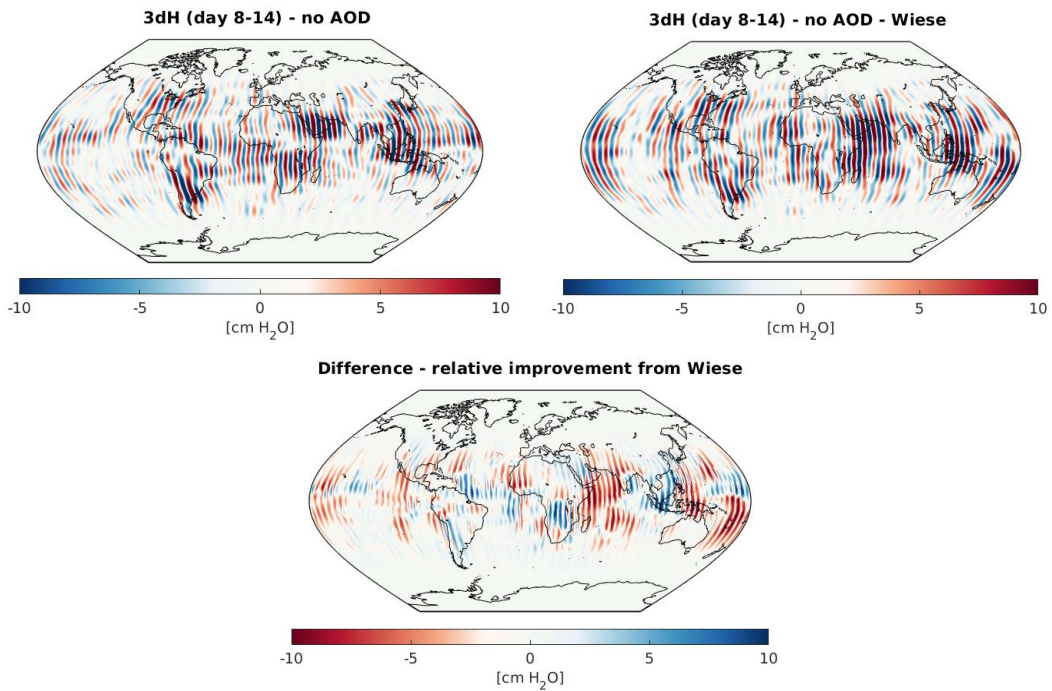 3dH (day 8-14) - no AOD
3dH (day 8-14) - no AOD - Wiese
-10 -5 0 5 10
[cm H₂O]
-10 -5 0 5 10
[cm H₂O]
Difference - relative improvement from Wiese
-10 -5 0 5 10
[cm H₂O]